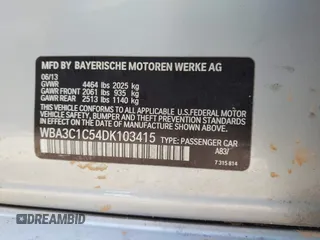 MFD BY BAYERISCHE MOTOREN WERKE AG
06/13
GVWR 4464 lbs 2025 kg
GAWR FRONT 2061 lbs 935 kg
GAWR REAR 2513 lbs 1140 kg
THIS VEHICLE CONFORMS TO ALL APPLICABLE
U.S. FEDERAL MOTOR VEHICLE SAFETY, BUMPER,
AND THEFT PREVENTION STANDARDS IN EFFECT
ON THE DATE OF MANUFACTURE SHOWN ABOVE.
WBA3C1C54DK103415 TYPE: PASSENGER CAR
A83/
7 315 814
DREAMBID